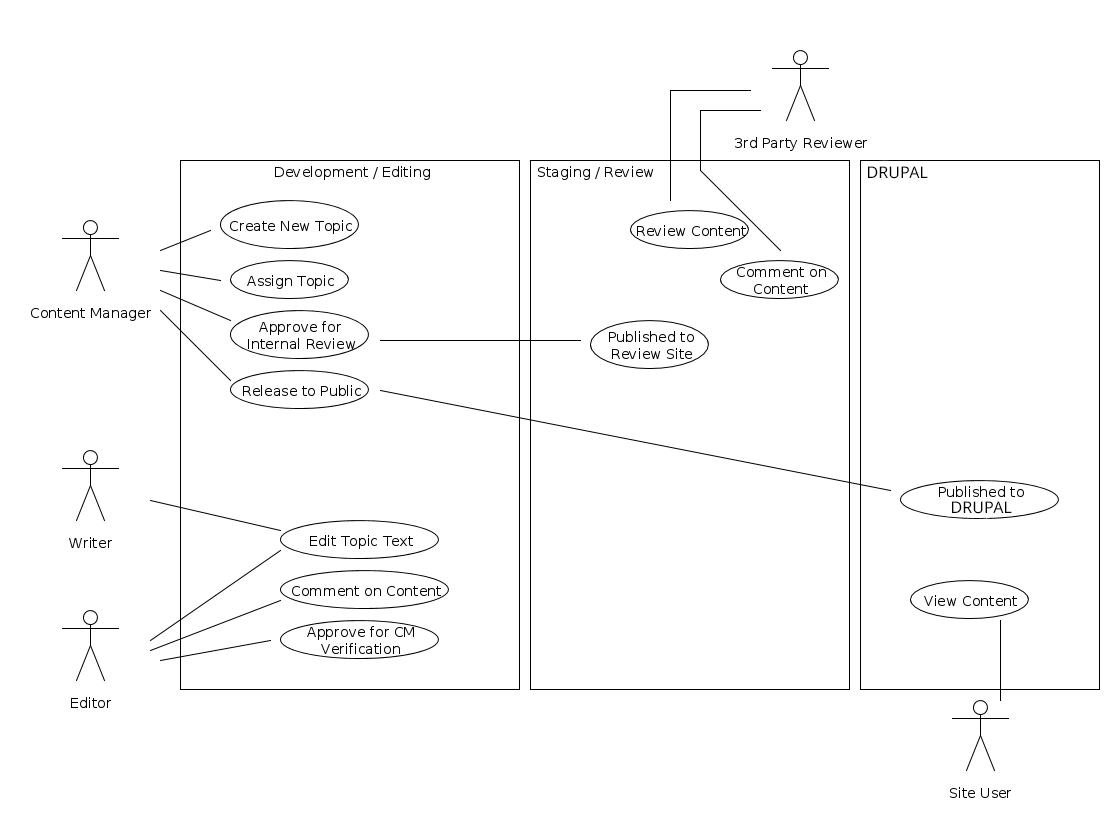 3rd Party Reviewer
Development / Editing
Staging / Review
DRUPAL
Create New Topic
Review Content
Assign Topic
Comment on
Content
Content Manager
Approve for
Internal Review
Published to
Review Site
Release to Public
Published to
DRUPAL
Writer
Edit Topic Text
Comment on Content
View Content
Approve for CM
Verification
Editor
Site User